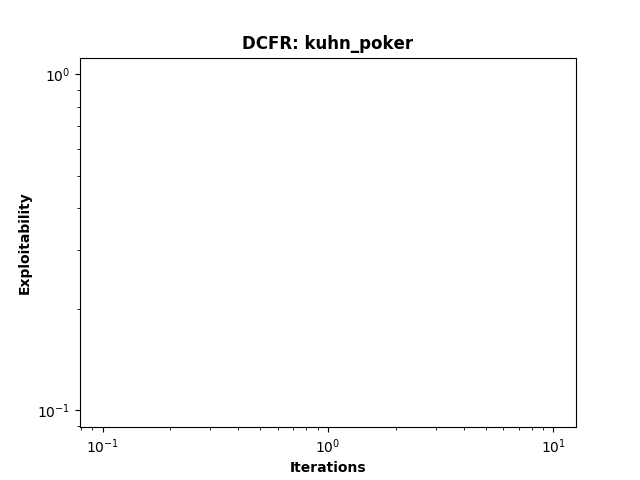 DCFR: kuhn_poker
Exploitability
10⁰
10⁻¹
10⁻¹ 10⁰ 10¹
Iterations